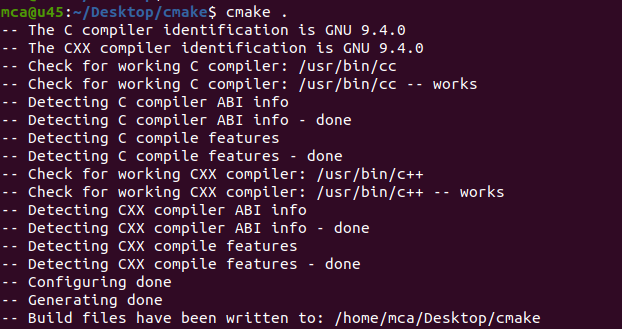 mca@u45:~/Desktop/cmake$ cmake .
-- The C compiler identification is GNU 9.4.0
-- The CXX compiler identification is GNU 9.4.0
-- Check for working C compiler: /usr/bin/cc
-- Check for working C compiler: /usr/bin/cc -- works
-- Detecting C compiler ABI info
-- Detecting C compiler ABI info - done
-- Detecting C compile features
-- Detecting C compile features - done
-- Check for working CXX compiler: /usr/bin/c++
-- Check for working CXX compiler: /usr/bin/c++ -- works
-- Detecting CXX compiler ABI info
-- Detecting CXX compiler ABI info - done
-- Detecting CXX compile features
-- Detecting CXX compile features - done
-- Configuring done
-- Generating done
-- Build files have been written to: /home/mca/Desktop/cmake